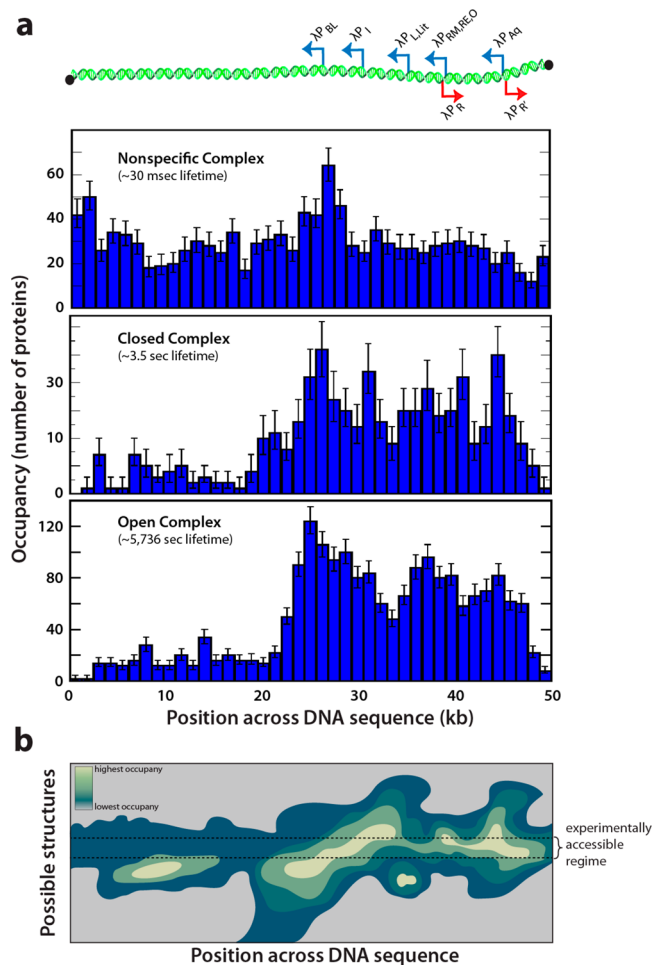 a
λP BL
λP I
λP L,Lit
λP RM,RE,O
λP Aq
λP R
λP R'
Occupancy (number of proteins)
Nonspecific Complex
(~30 msec lifetime)
60
40
20
0
Closed Complex
(~3.5 sec lifetime)
30
10
0
Open Complex
(~5,736 sec lifetime)
120
80
40
0
0 10 20 30 40 50
Position across DNA sequence (kb)
b
Possible structures
highest occupany
lowest occupany
experimentally
accessible
regime
Position across DNA sequence